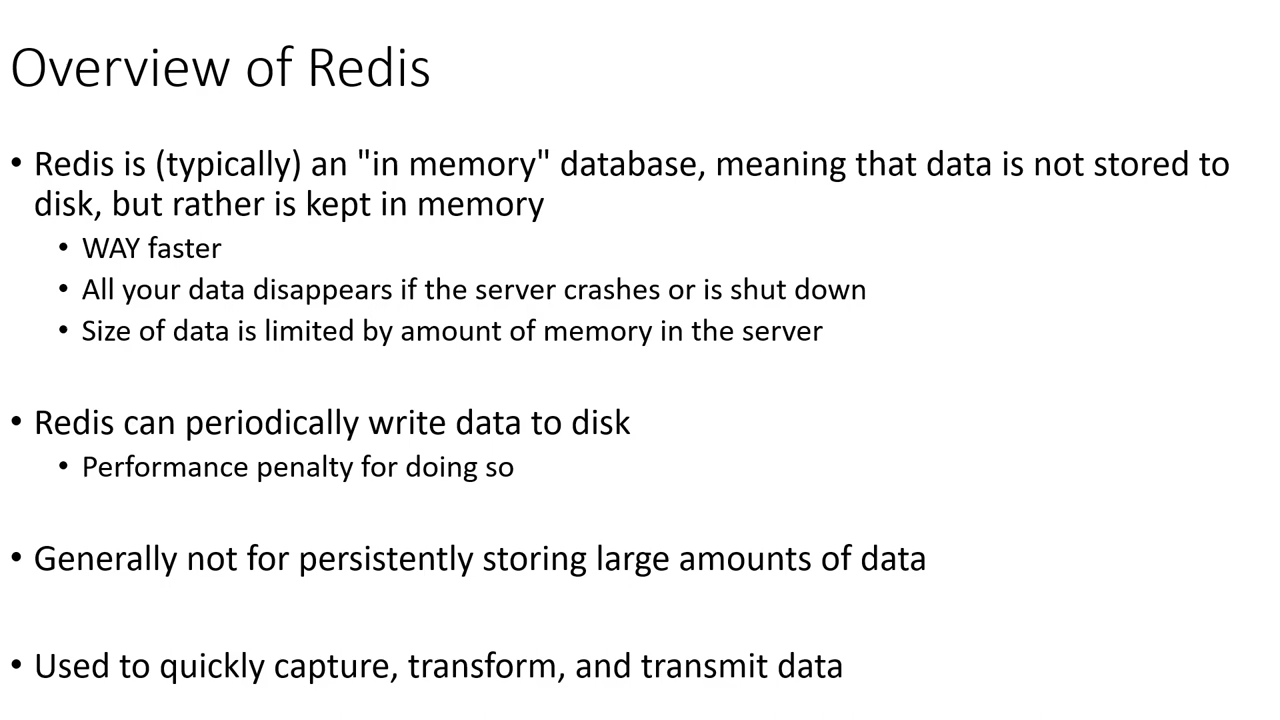 Overview of Redis
• Redis is (typically) an "in memory" database, meaning that data is not stored to
disk, but rather is kept in memory
• WAY faster
• All your data disappears if the server crashes or is shut down
• Size of data is limited by amount of memory in the server
• Redis can periodically write data to disk
• Performance penalty for doing so
• Generally not for persistently storing large amounts of data
• Used to quickly capture, transform, and transmit data